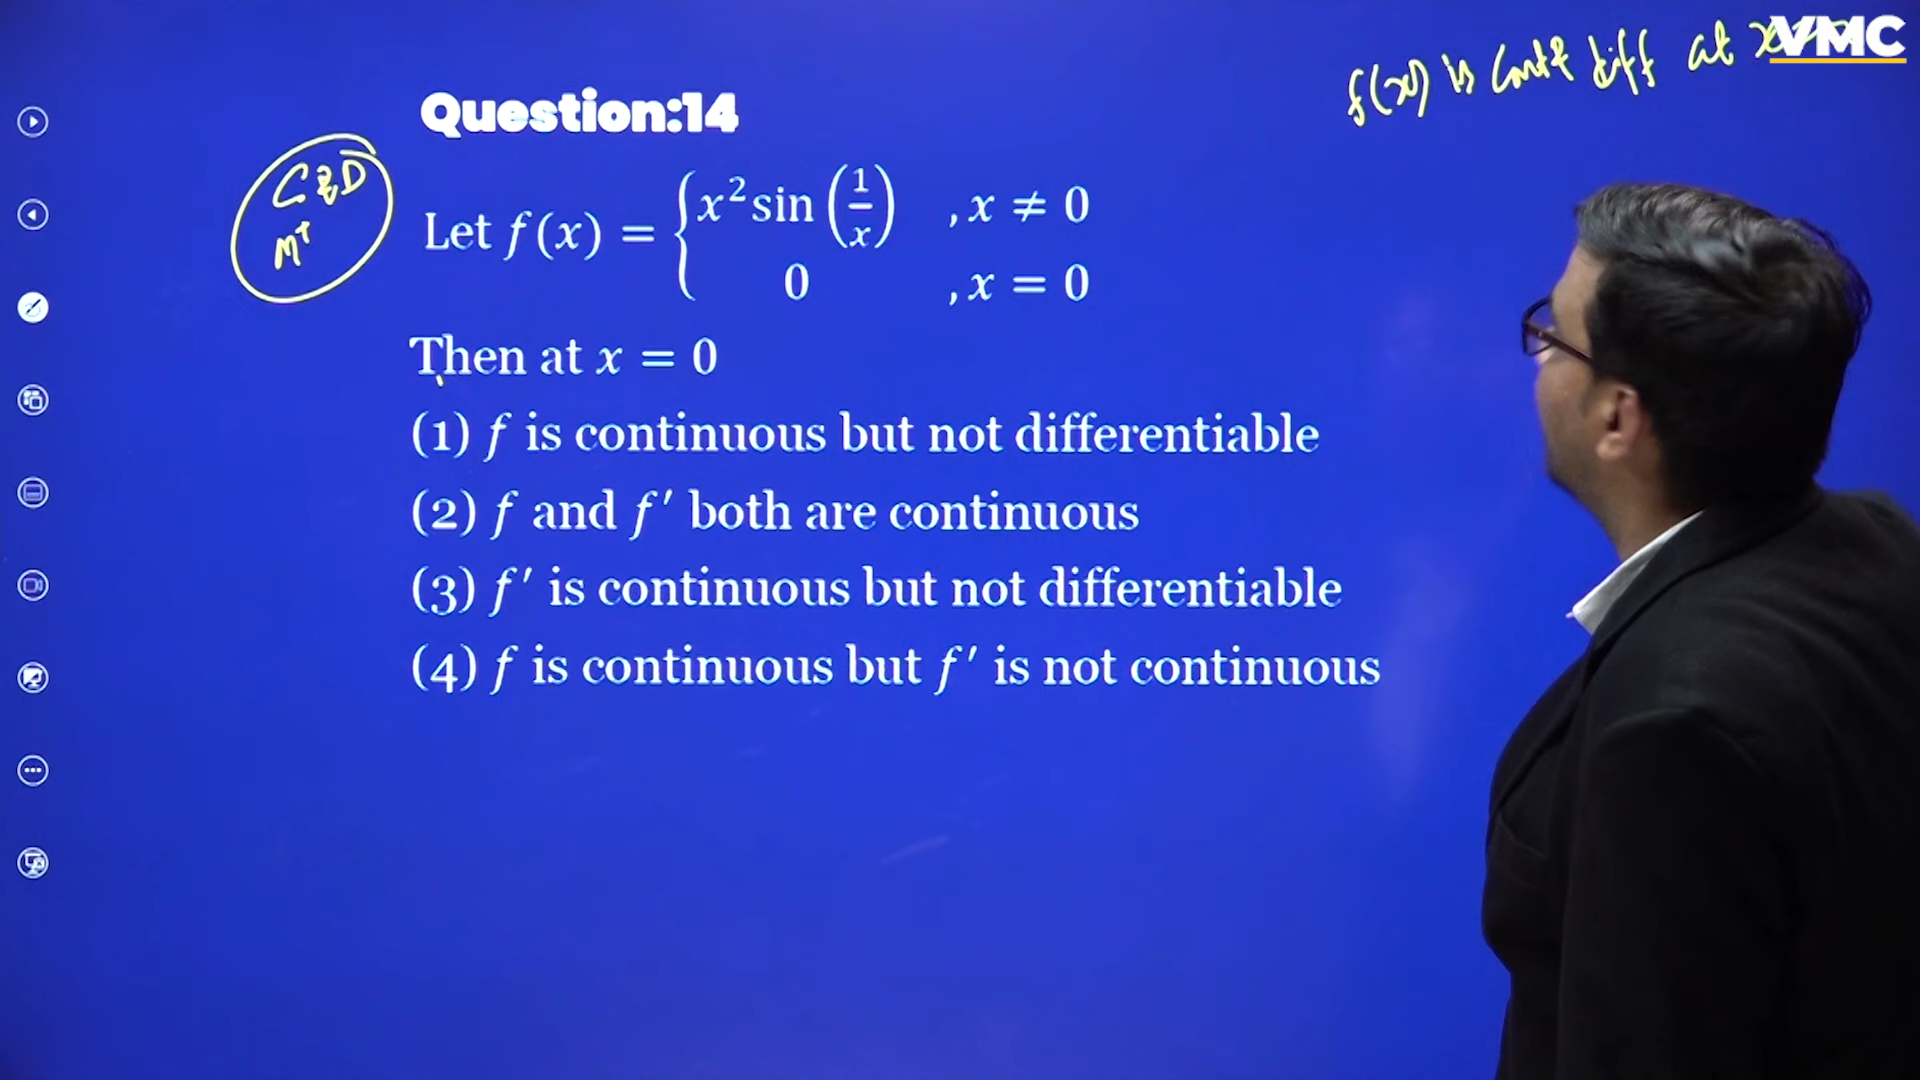 VMC
f(x) is cont & diff at x
Question:14
C & D
MT
Let f(x) = { x² sin (1/x) , x ≠ 0
0 , x = 0
Then at x = 0
(1) f is continuous but not differentiable
(2) f and f′ both are continuous
(3) f′ is continuous but not differentiable
(4) f is continuous but f′ is not continuous